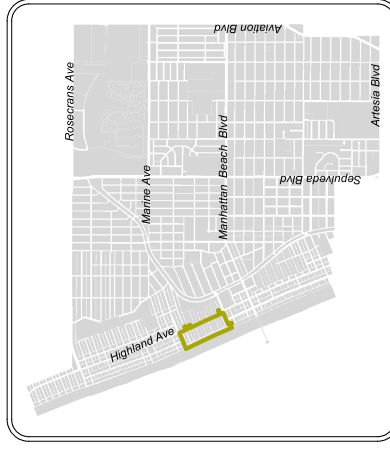 Aviation Blvd
Rosecrans Ave
Artesia Blvd
Manhattan Beach Blvd
Marine Ave
Sepulveda Blvd
Highland Ave